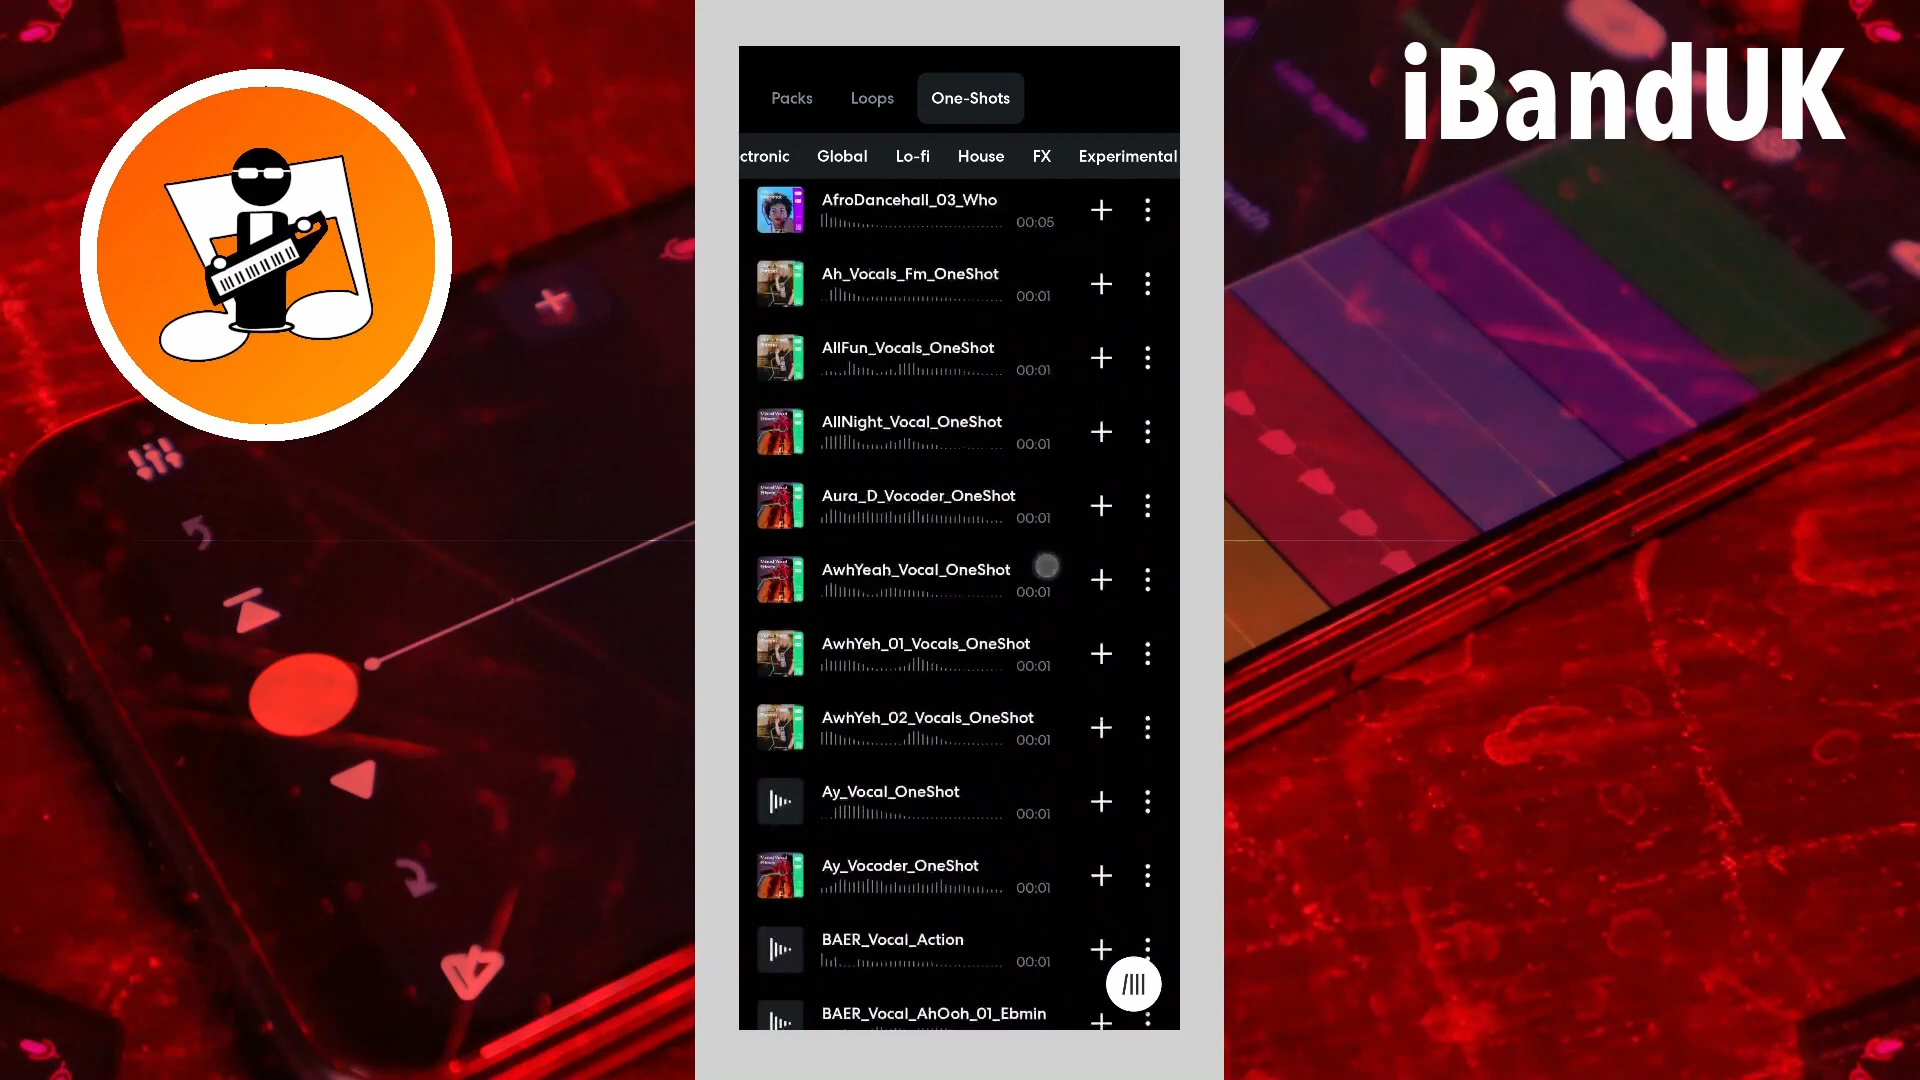 iBandUK
Packs Loops One-Shots
ctronic Global Lo-fi House FX Experimental
AfroDancehall_03_Who
00:05
Ah_Vocals_Fm_OneShot
00:01
AllFun_Vocals_OneShot
00:01
AllNight_Vocal_OneShot
00:01
Aura_D_Vocoder_OneShot
00:01
AwhYeah_Vocal_OneShot
00:01
AwhYeh_01_Vocals_OneShot
00:01
AwhYeh_02_Vocals_OneShot
00:01
Ay_Vocal_OneShot
00:01
Ay_Vocoder_OneShot
00:01
BAER_Vocal_Action
00:01
BAER_Vocal_AhOoh_01_Ebmin